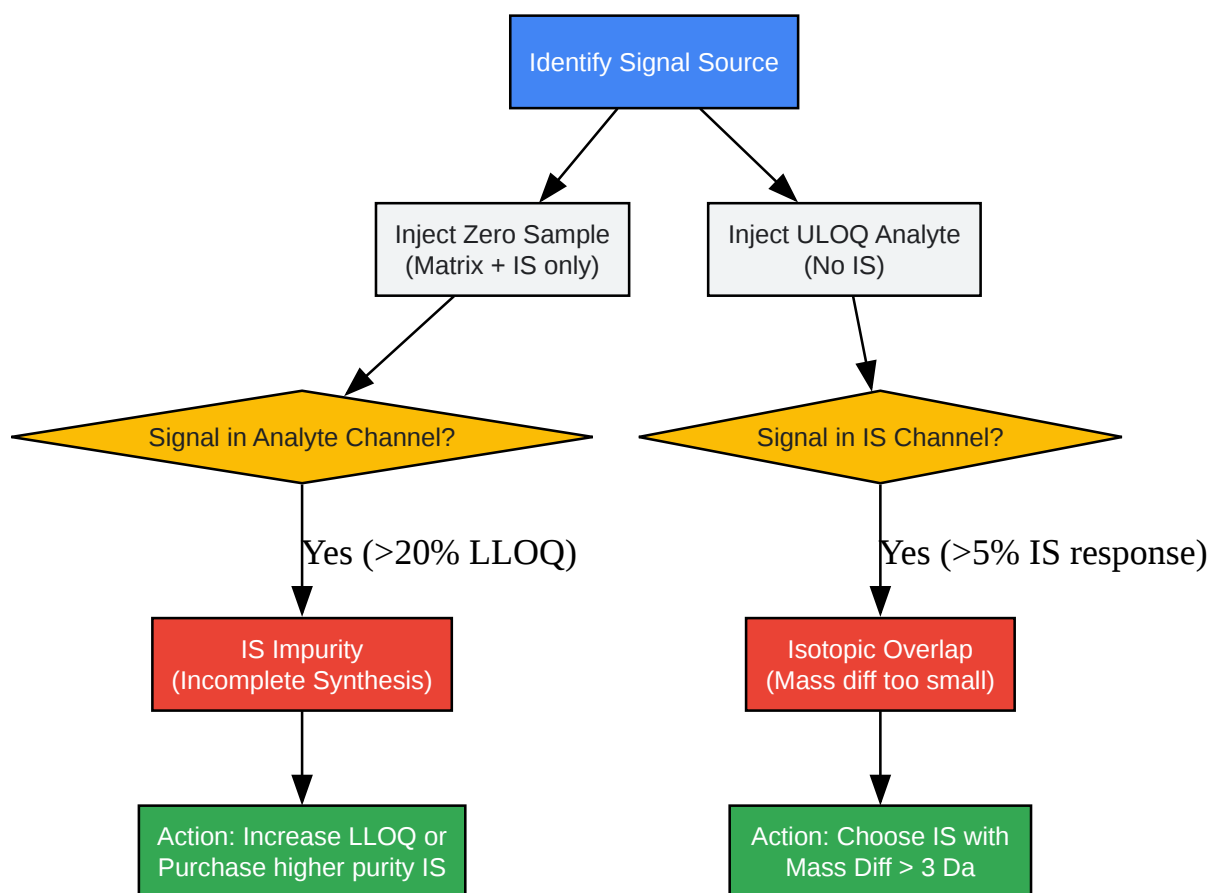 Identify Signal Source
Inject Zero Sample
(Matrix + IS only)
Inject ULOQ Analyte
(No IS)
Signal in Analyte Channel?
Signal in IS Channel?
Yes (>20% LLOQ)
Yes (>5% IS response)
IS Impurity
(Incomplete Synthesis)
Isotopic Overlap
(Mass diff too small)
Action: Increase LLOQ or
Purchase higher purity IS
Action: Choose IS with
Mass Diff > 3 Da